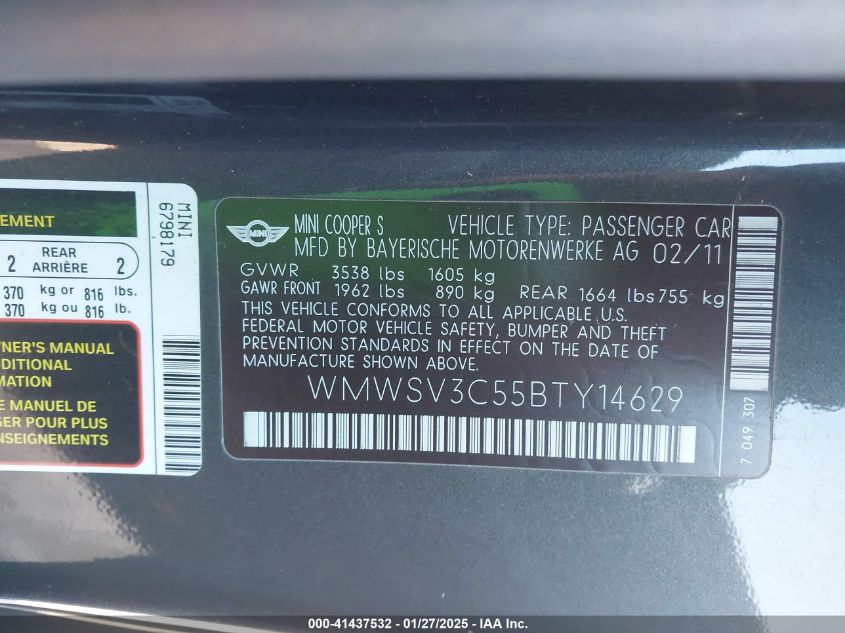 EMENT
2 REAR 2
ARRIÈRE
370 kg or 816 lbs.
370 kg ou 816 lb.
NER'S MANUAL
DITIONAL
MATION
E MANUEL DE
GER POUR PLUS
NSEIGNEMENTS
MINI
6798179
MINI
MINI COOPER S VEHICLE TYPE: PASSENGER CAR
MFD BY BAYERISCHE MOTORENWERKE AG 02/11
GVWR 3538 lbs 1605 kg
GAWR FRONT 1962 lbs 890 kg REAR 1664 lbs 755 kg
THIS VEHICLE CONFORMS TO ALL APPLICABLE U.S.
FEDERAL MOTOR VEHICLE SAFETY, BUMPER AND THEFT
PREVENTION STANDARDS IN EFFECT ON THE DATE OF
MANUFACTURE SHOWN ABOVE.
WMWSV3C55BTY14629
7 049 307
000-41437532 - 01/27/2025 - IAA